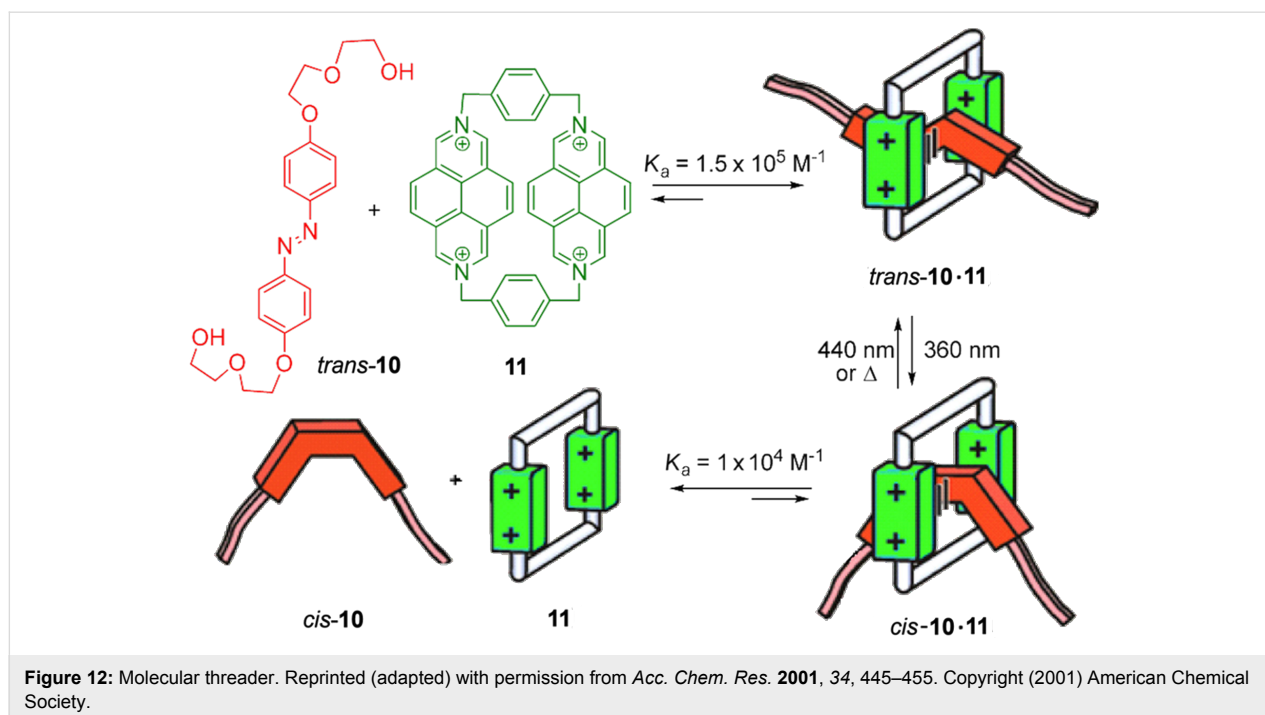 OH
O
O
N
N
OH
O
O
trans-10
+
N
⊕
N
⊕
⊕
N
⊕
N
11
Kₐ = 1.5 x 10⁵ M⁻¹
+
+
+
trans-10·11
440 nm
or Δ
360 nm
+
+
+
+
+
cis-10
11
Kₐ = 1 x 10⁴ M⁻¹
+
+
+
cis-10·11
Figure 12: Molecular threader. Reprinted (adapted) with permission from Acc. Chem. Res. 2001, 34, 445–455. Copyright (2001) American Chemical
Society.